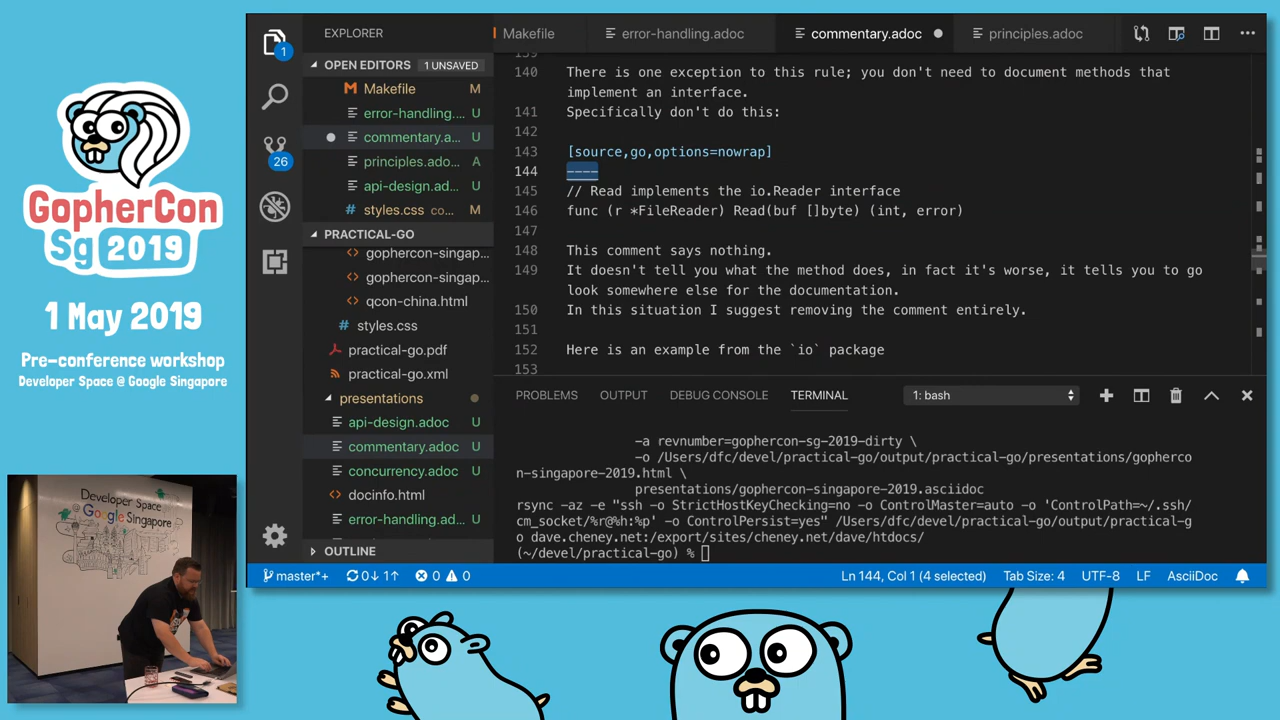 GopherCon
Sg 2019
1 May 2019
Pre-conference workshop
Developer Space @ Google Singapore
Developer Space
@ Google Singapore
1
26
EXPLORER
OPEN EDITORS 1 UNSAVED
Makefile M
error-handling.... U
commentary.a... U
principles.ado... A
api-design.ad... U
styles.css co... M
PRACTICAL-GO
gophercon-singap...
gophercon-singap...
qcon-china.html
styles.css
practical-go.pdf
practical-go.xml
presentations
api-design.adoc U
commentary.adoc U
concurrency.adoc U
docinfo.html
error-handling.ad... U
OUTLINE
Makefile error-handling.adoc commentary.adoc principles.adoc
139
140 There is one exception to this rule; you don't need to document methods that
implement an interface.
141 Specifically don't do this:
142
143 [source,go,options=nowrap]
144 ----
145 // Read implements the io.Reader interface
146 func (r *FileReader) Read(buf []byte) (int, error)
147
148 This comment says nothing.
149 It doesn't tell you what the method does, in fact it's worse, it tells you to go
look somewhere else for the documentation.
150 In this situation I suggest removing the comment entirely.
151
152 Here is an example from the `io` package
153
PROBLEMS OUTPUT DEBUG CONSOLE TERMINAL 1: bash
-a revnumber=gophercon-sg-2019-dirty \
-o /Users/dfc/devel/practical-go/output/practical-go/presentations/gopherco
n-singapore-2019.html \
presentations/gophercon-singapore-2019.asciidoc
rsync -az -e "ssh -o StrictHostKeyChecking=no -o ControlMaster=auto -o 'ControlPath=~/.ssh/
cm_socket/%r@%h:%p' -o ControlPersist=yes" /Users/dfc/devel/practical-go/output/practical-g
o dave.cheney.net:/export/sites/cheney.net/dave/htdocs/
(~/devel/practical-go) %
master*+ 0↓ 1↑ 0 0 Ln 144, Col 1 (4 selected) Tab Size: 4 UTF-8 LF AsciiDoc